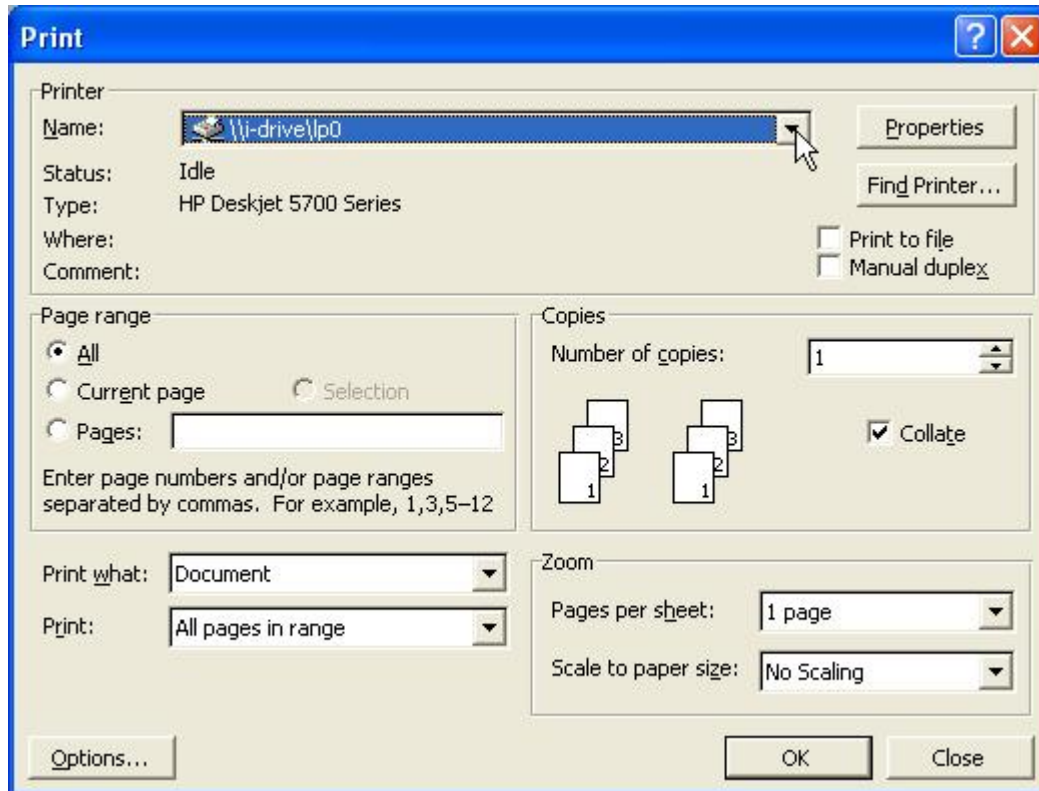 Print
Printer
Name: \\i-drive\lp0 Properties
Status: Idle Find Printer...
Type: HP Deskjet 5700 Series
Where: Print to file
Comment: Manual duplex
Page range
All
Current page Selection
Pages:
Enter page numbers and/or page ranges
separated by commas. For example, 1,3,5–12
Copies
Number of copies: 1
3 3
2 2
1 1
Collate
Print what: Document
Print: All pages in range
Zoom
Pages per sheet: 1 page
Scale to paper size: No Scaling
Options... OK Close